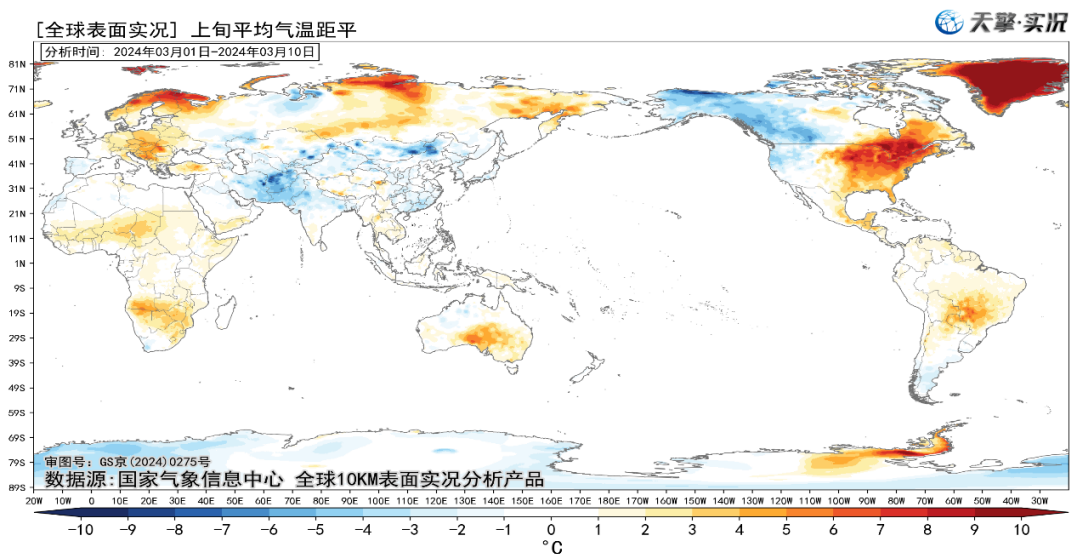 [全球表面实况] 上旬平均气温距平
天擎·实况
分析时间: 2024年03月01日-2024年03月10日
81N
71N
61N
51N
41N
31N
21N
11N
1N
9S
19S
29S
39S
49S
59S
69S
79S
89S
审图号: GS京(2024)0275号
数据源:国家气象信息中心 全球10KM表面实况分析产品
20W 10W 0 10E 20E 30E 40E 50E 60E 70E 80E 90E 100E 110E 120E 130E 140E 150E 160E 170E 180 170W 160W 150W 140W 130W 120W 110W 100W 90W 80W 70W 60W 50W 40W 30W
-10 -9 -8 -7 -6 -5 -4 -3 -2 -1 0 1 2 3 4 5 6 7 8 9 10
°C